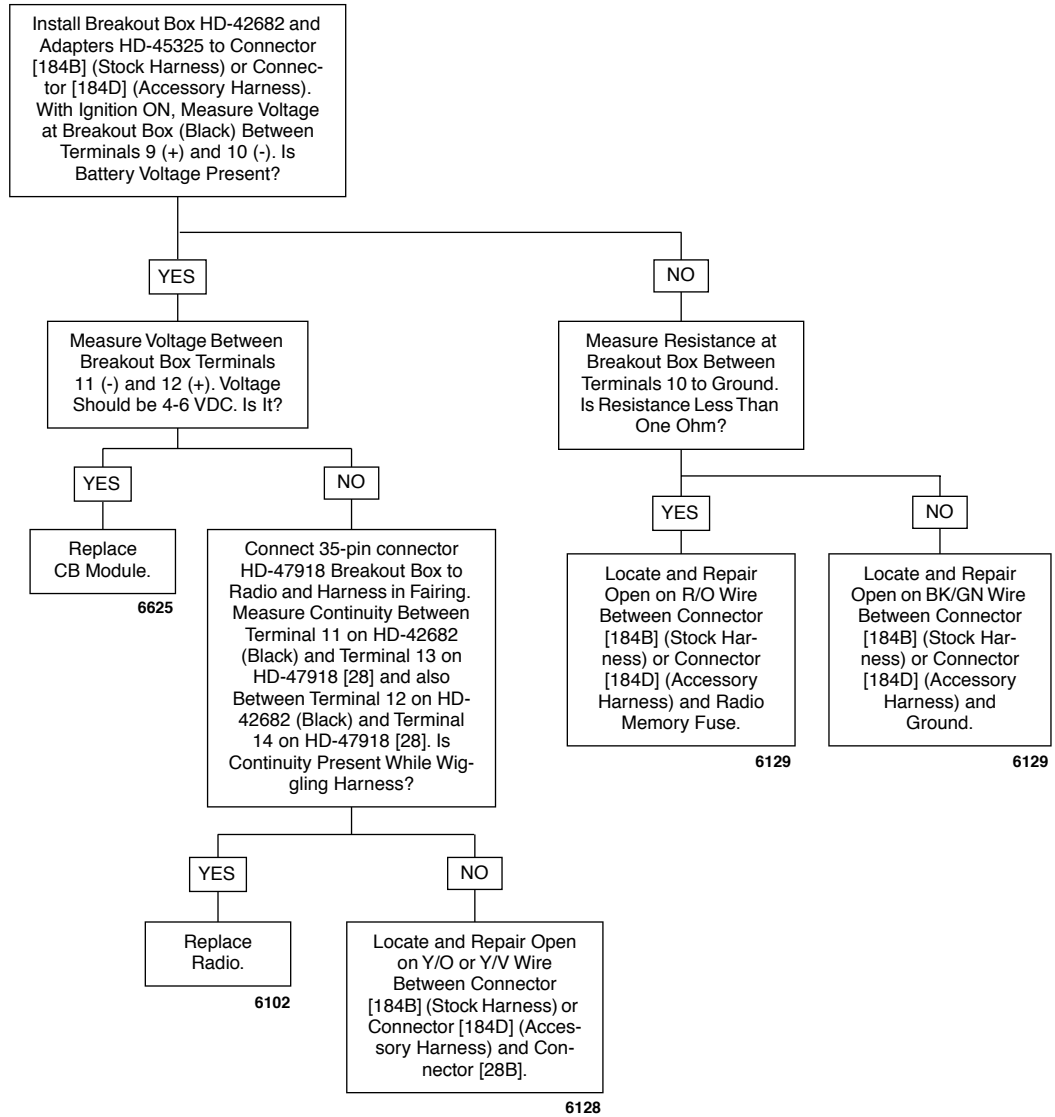 Install Breakout Box HD-42682 and
Adapters HD-45325 to Connector
[184B] (Stock Harness) or Connec-
tor [184D] (Accessory Harness).
With Ignition ON, Measure Voltage
at Breakout Box (Black) Between
Terminals 9 (+) and 10 (-). Is
Battery Voltage Present?
YES
NO
Measure Voltage Between
Breakout Box Terminals
11 (-) and 12 (+). Voltage
Should be 4-6 VDC. Is It?
Measure Resistance at
Breakout Box Between
Terminals 10 to Ground.
Is Resistance Less Than
One Ohm?
YES
NO
YES
NO
Replace
CB Module.
6625
Connect 35-pin connector
HD-47918 Breakout Box to
Radio and Harness in Fairing.
Measure Continuity Between
Terminal 11 on HD-42682
(Black) and Terminal 13 on
HD-47918 [28] and also
Between Terminal 12 on HD-
42682 (Black) and Terminal
14 on HD-47918 [28]. Is
Continuity Present While Wig-
gling Harness?
Locate and Repair
Open on R/O Wire
Between Connector
[184B] (Stock Har-
ness) or Connector
[184D] (Accessory
Harness) and Radio
Memory Fuse.
6129
Locate and Repair
Open on BK/GN Wire
Between Connector
[184B] (Stock Har-
ness) or Connector
[184D] (Accessory
Harness) and
Ground.
6129
YES
NO
Replace
Radio.
6102
Locate and Repair Open
on Y/O or Y/V Wire
Between Connector
[184B] (Stock Harness) or
Connector [184D] (Acces-
sory Harness) and Con-
nector [28B].
6128